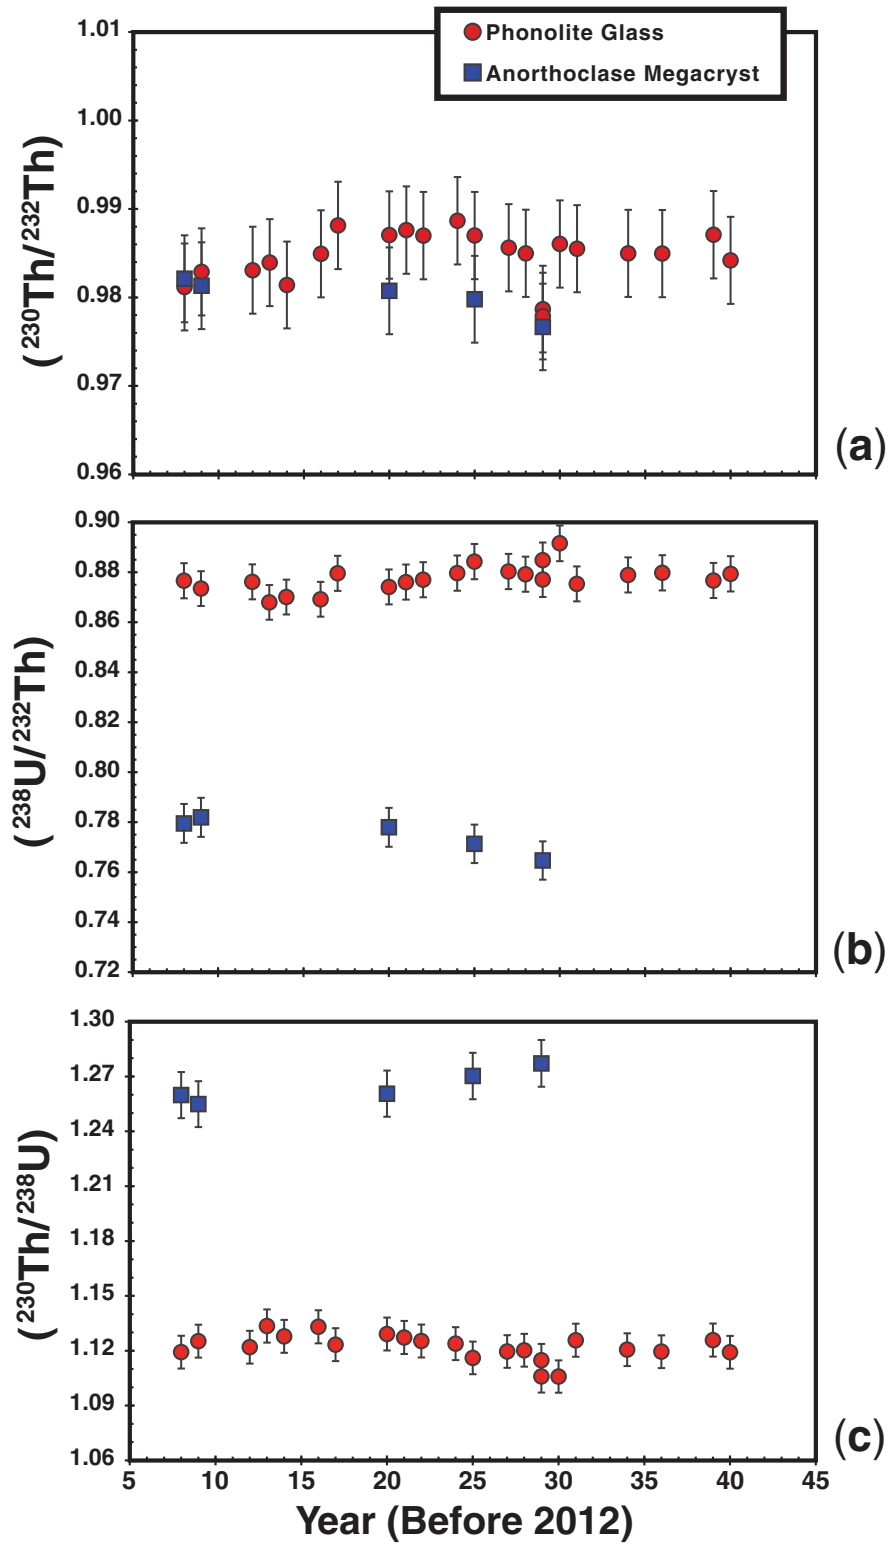 Phonolite Glass
Anorthoclase Megacryst
(²³⁰Th/²³²Th)
1.01
1.00
0.99
0.98
0.97
0.96
(a)
(²³⁸U/²³²Th)
0.90
0.88
0.86
0.84
0.82
0.80
0.78
0.76
0.74
0.72
(b)
(²³⁰Th/²³⁸U)
1.30
1.27
1.24
1.21
1.18
1.15
1.12
1.09
1.06
(c)
5 10 15 20 25 30 35 40 45
Year (Before 2012)